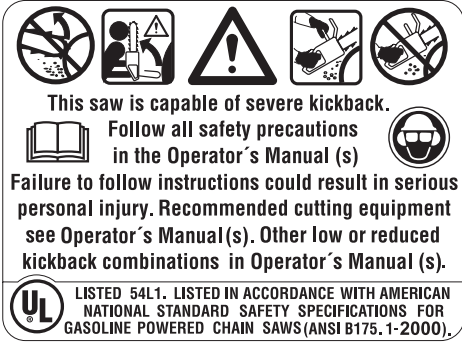 This saw is capable of severe kickback.
Follow all safety precautions
in the Operator´s Manual (s)
Failure to follow instructions could result in serious
personal injury. Recommended cutting equipment
see Operator´s Manual(s). Other low or reduced
kickback combinations in Operator´s Manual (s).
UL ®
LISTED 54L1. LISTED IN ACCORDANCE WITH AMERICAN
NATIONAL STANDARD SAFETY SPECIFICATIONS FOR
GASOLINE POWERED CHAIN SAWS(ANSI B175.1-2000).